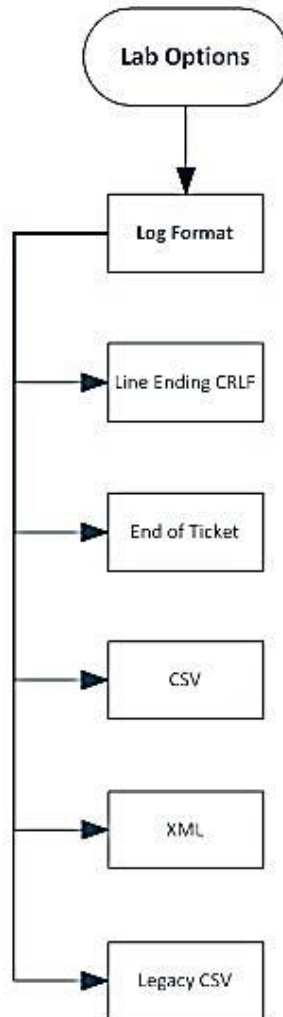 Lab Options
Log Format
Line Ending CRLF
End of Ticket
CSV
XML
Legacy CSV